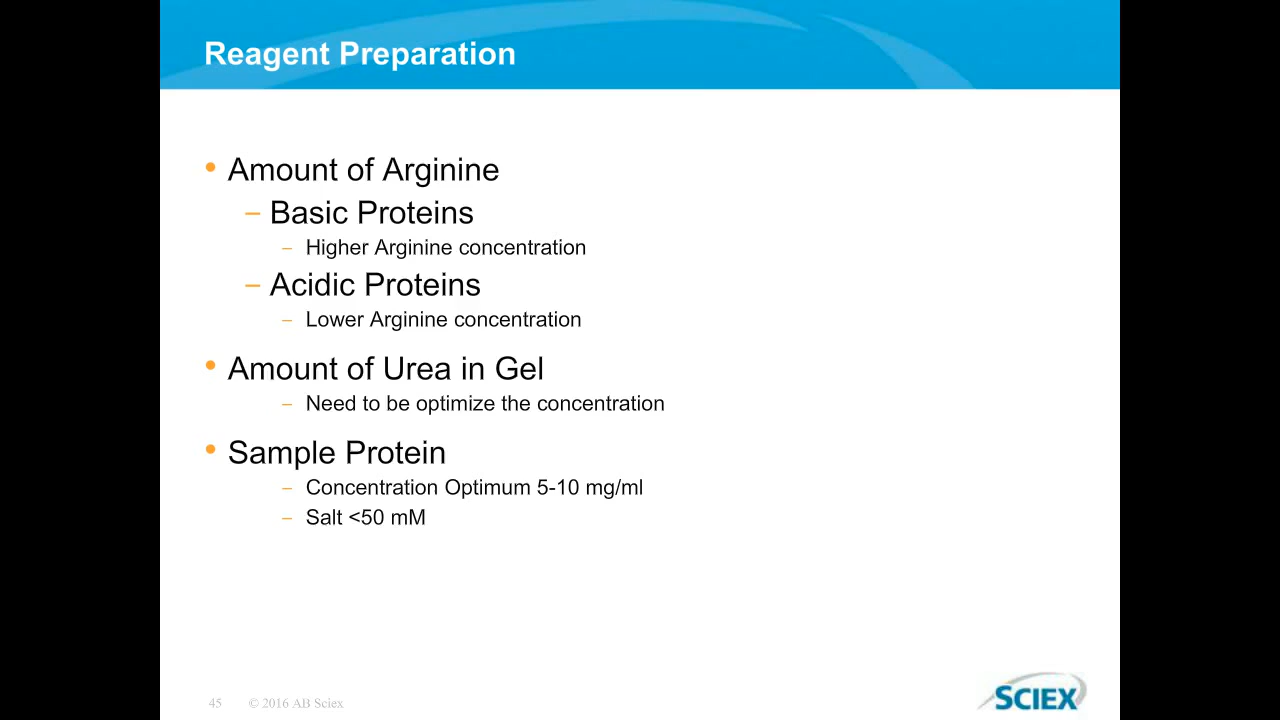 Reagent Preparation
• Amount of Arginine
– Basic Proteins
– Higher Arginine concentration
– Acidic Proteins
– Lower Arginine concentration
• Amount of Urea in Gel
– Need to be optimize the concentration
• Sample Protein
– Concentration Optimum 5-10 mg/ml
– Salt <50 mM
45 © 2016 AB Sciex
SCIEX